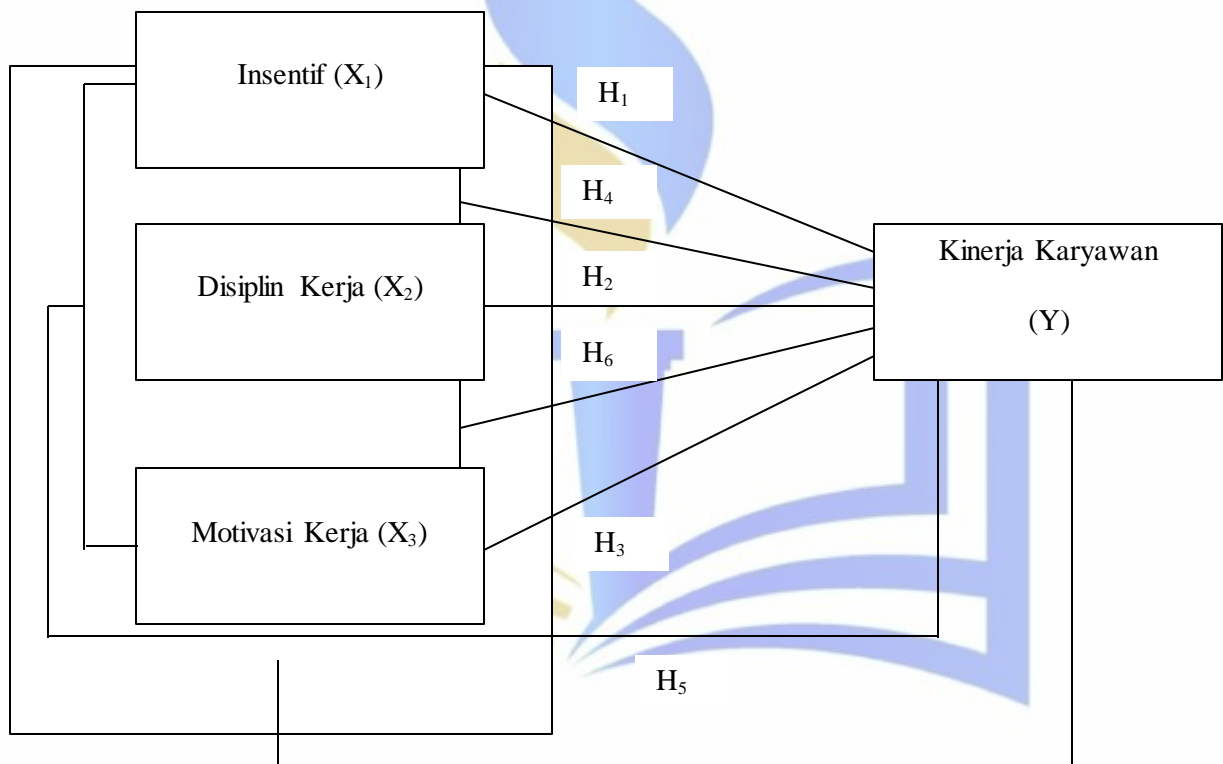 Insentif (X₁)
H₁
H₄
Disiplin Kerja (X₂)
H₂
Kinerja Karyawan
(Y)
H₆
Motivasi Kerja (X₃)
H₃
H₅